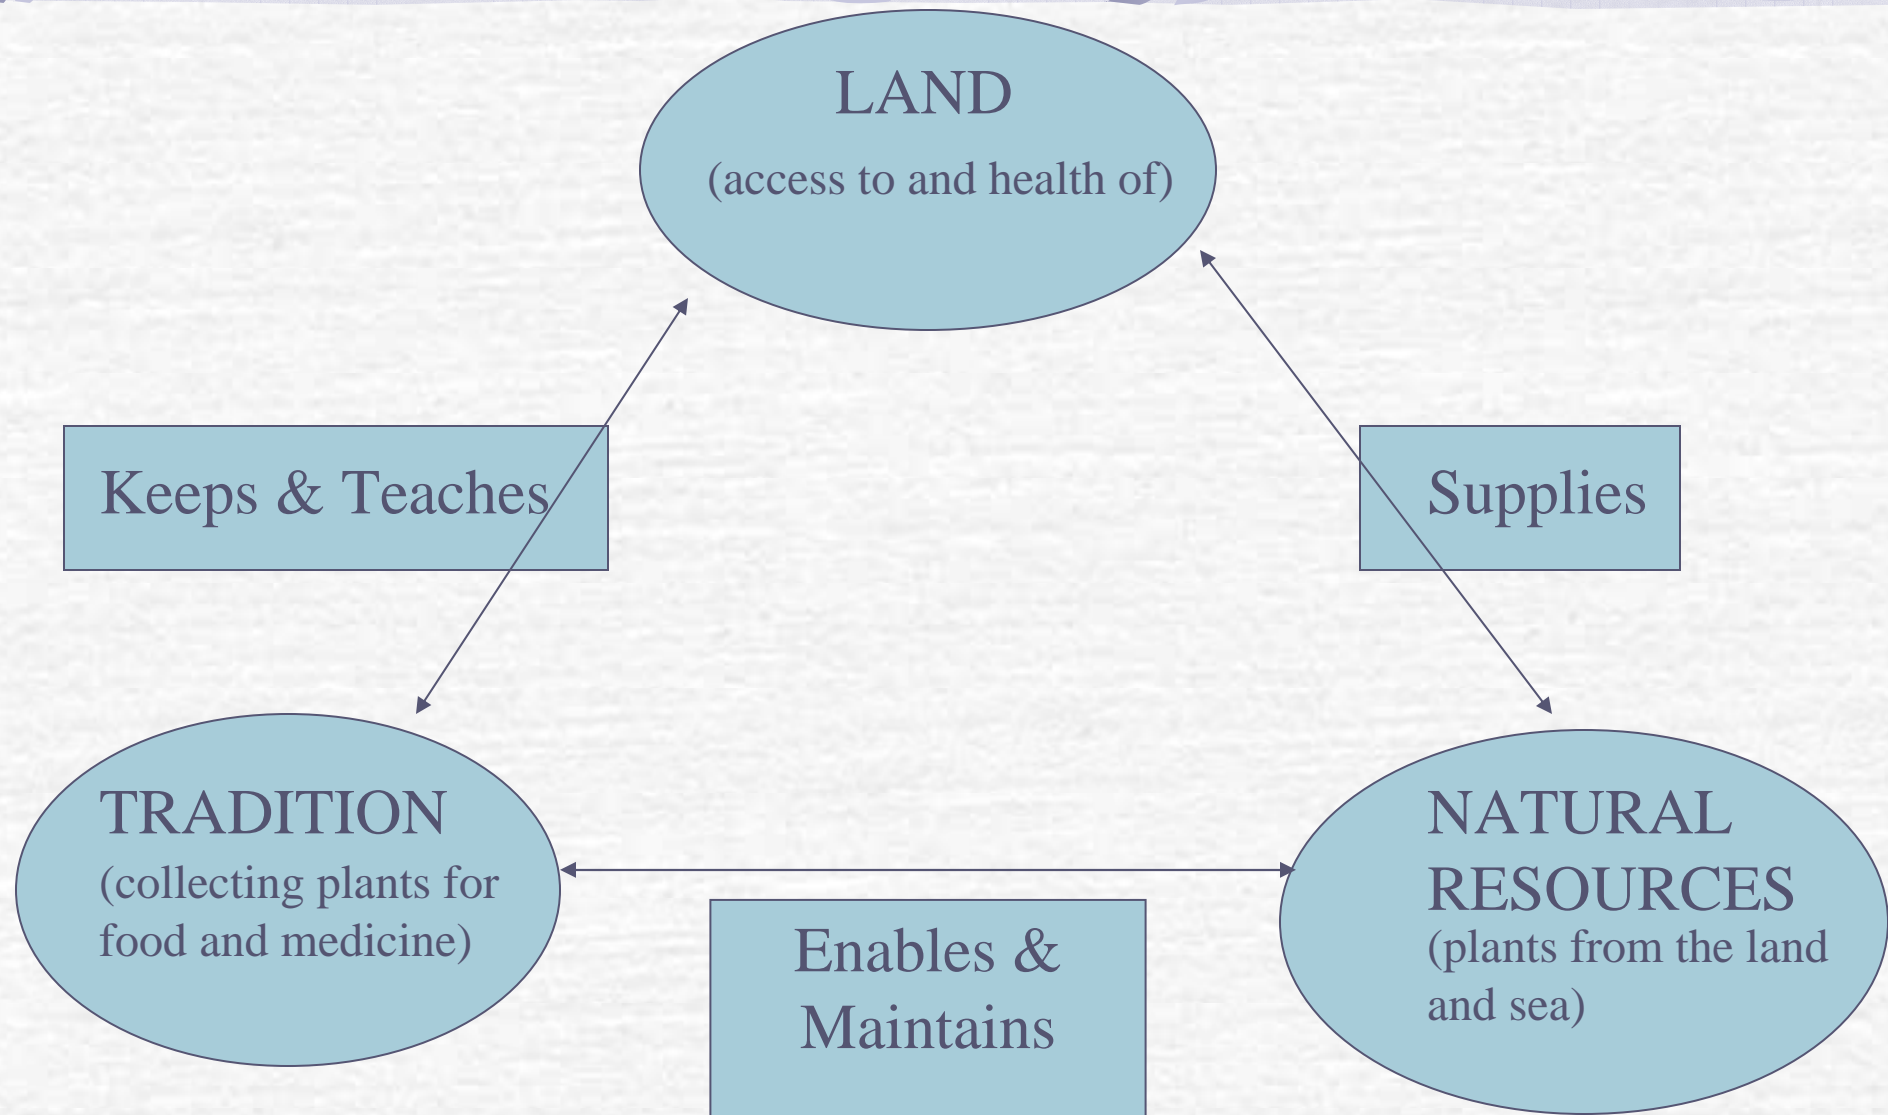 LAND
(access to and health of)
Keeps & Teaches
Supplies
TRADITION
(collecting plants for
food and medicine)
Enables &
Maintains
NATURAL
RESOURCES
(plants from the land
and sea)